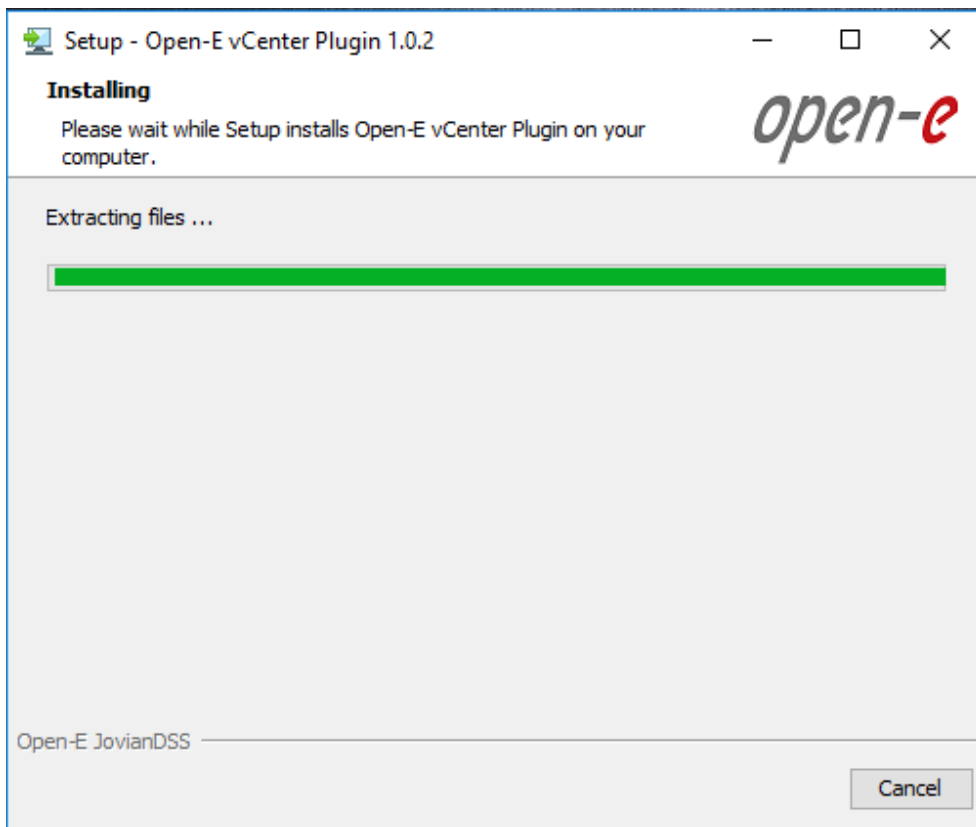 Setup - Open-E vCenter Plugin 1.0.2
Installing
Please wait while Setup installs Open-E vCenter Plugin on your
computer.
open-e
Extracting files ...
Open-E JovianDSS
Cancel